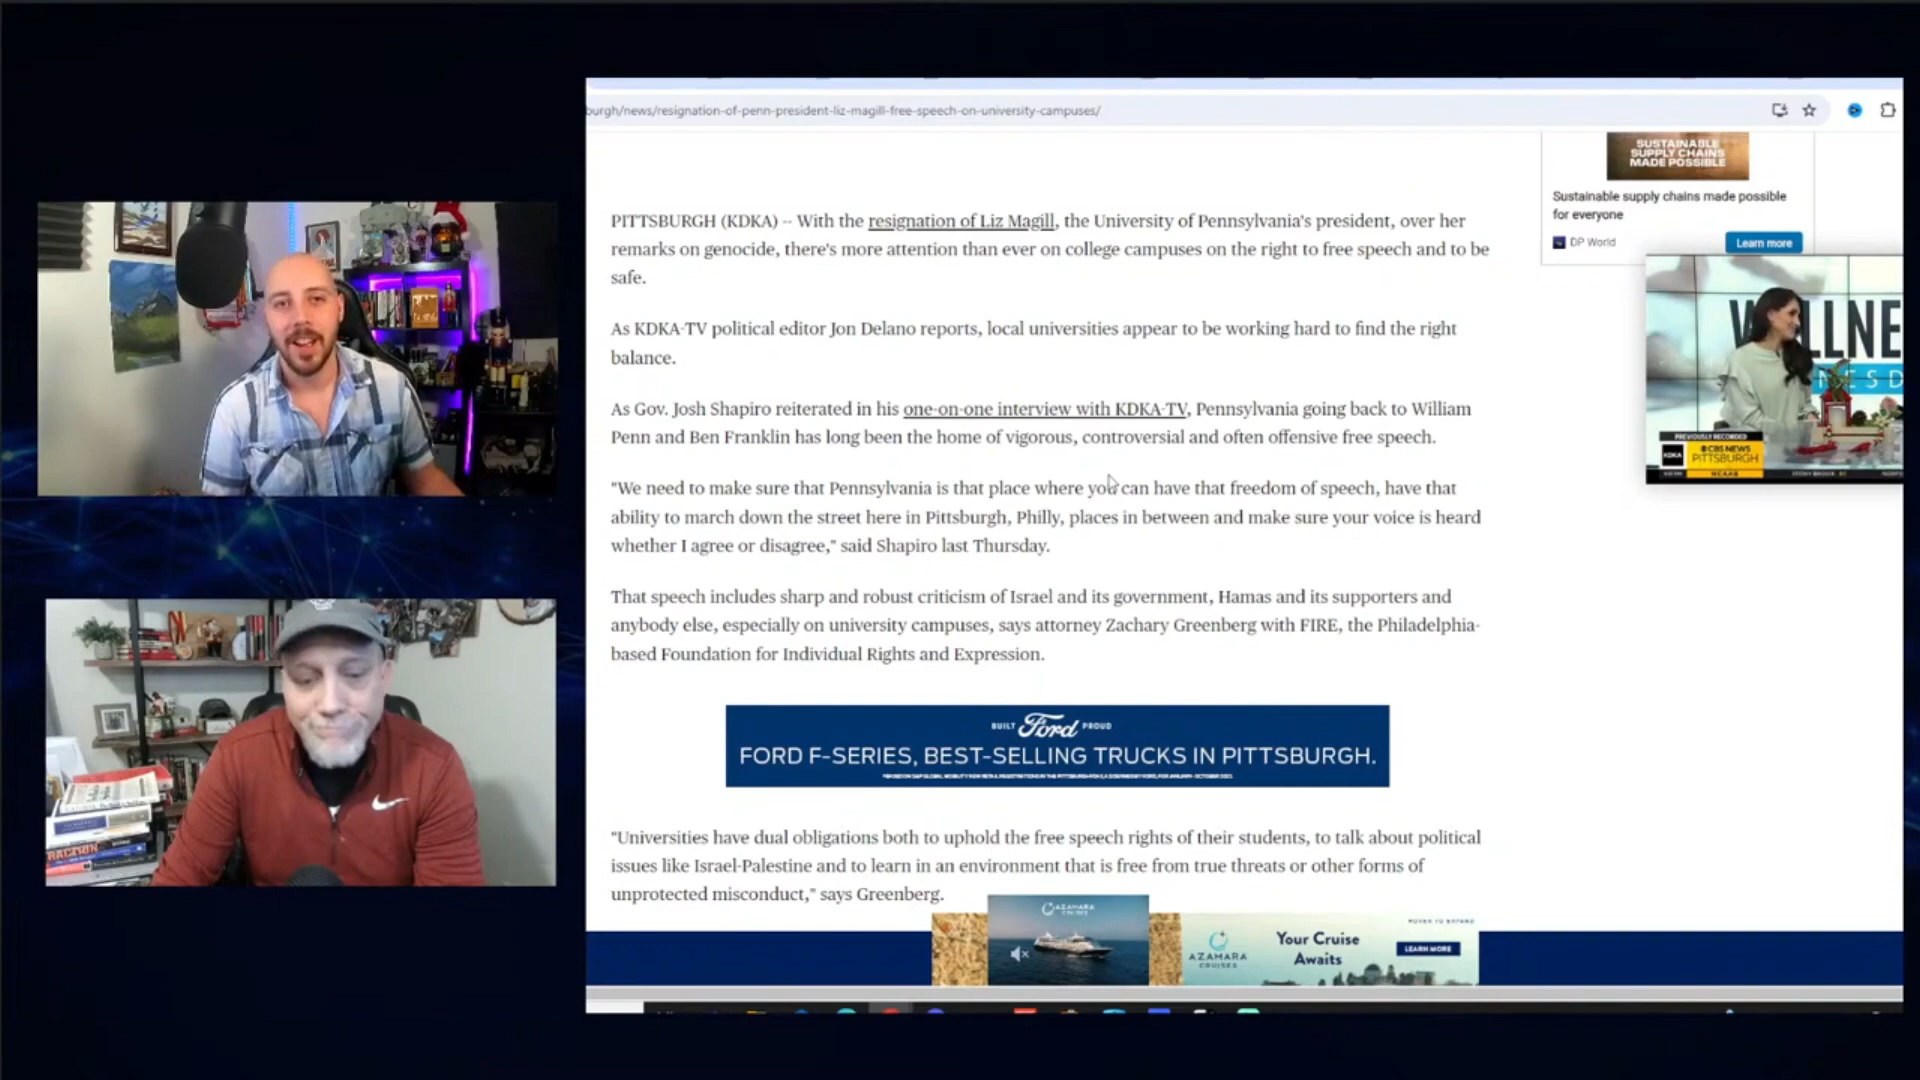 burgh/news/resignation-of-penn-president-liz-magill-free-speech-on-university-campuses/
SUSTAINABLE
SUPPLY CHAINS
MADE POSSIBLE
Sustainable supply chains made possible
for everyone
DP World
Learn more
PITTSBURGH (KDKA) -- With the resignation of Liz Magill, the University of Pennsylvania's president, over her
remarks on genocide, there's more attention than ever on college campuses on the right to free speech and to be
safe.
As KDKA-TV political editor Jon Delano reports, local universities appear to be working hard to find the right
balance.
As Gov. Josh Shapiro reiterated in his one-on-one interview with KDKA-TV, Pennsylvania going back to William
Penn and Ben Franklin has long been the home of vigorous, controversial and often offensive free speech.
"We need to make sure that Pennsylvania is that place where you can have that freedom of speech, have that
ability to march down the street here in Pittsburgh, Philly, places in between and make sure your voice is heard
whether I agree or disagree," said Shapiro last Thursday.
That speech includes sharp and robust criticism of Israel and its government, Hamas and its supporters and
anybody else, especially on university campuses, says attorney Zachary Greenberg with FIRE, the Philadelphia-
based Foundation for Individual Rights and Expression.
PREVIOUSLY RECORDED
KDKA
CBS NEWS
PITTSBURGH
NCAAB
BUILT Ford PROUD
FORD F-SERIES, BEST-SELLING TRUCKS IN PITTSBURGH.
"Universities have dual obligations both to uphold the free speech rights of their students, to talk about political
issues like Israel-Palestine and to learn in an environment that is free from true threats or other forms of
unprotected misconduct," says Greenberg.
AZAMARA
CRUISES
AZAMARA
CRUISES
Your Cruise
Awaits
HOVER TO EXPAND
LEARN MORE